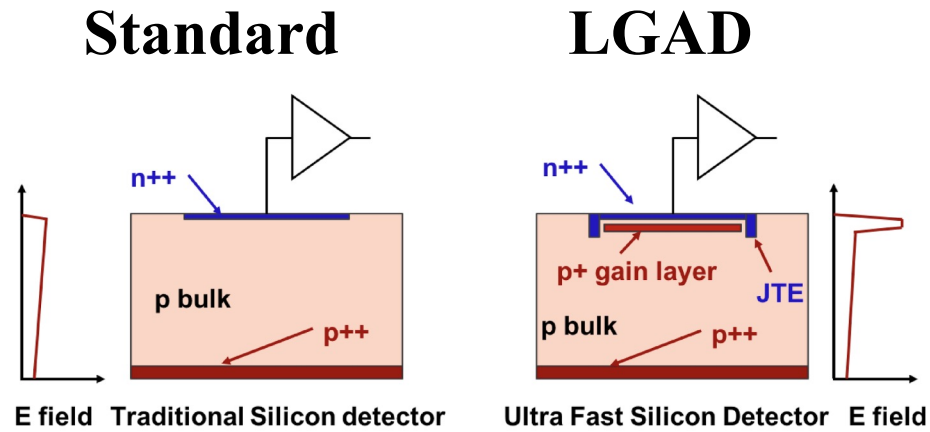 Standard
LGAD
n++
n++
p+ gain layer
JTE
p bulk
p++
p bulk
p++
E field
Traditional Silicon detector
Ultra Fast Silicon Detector
E field